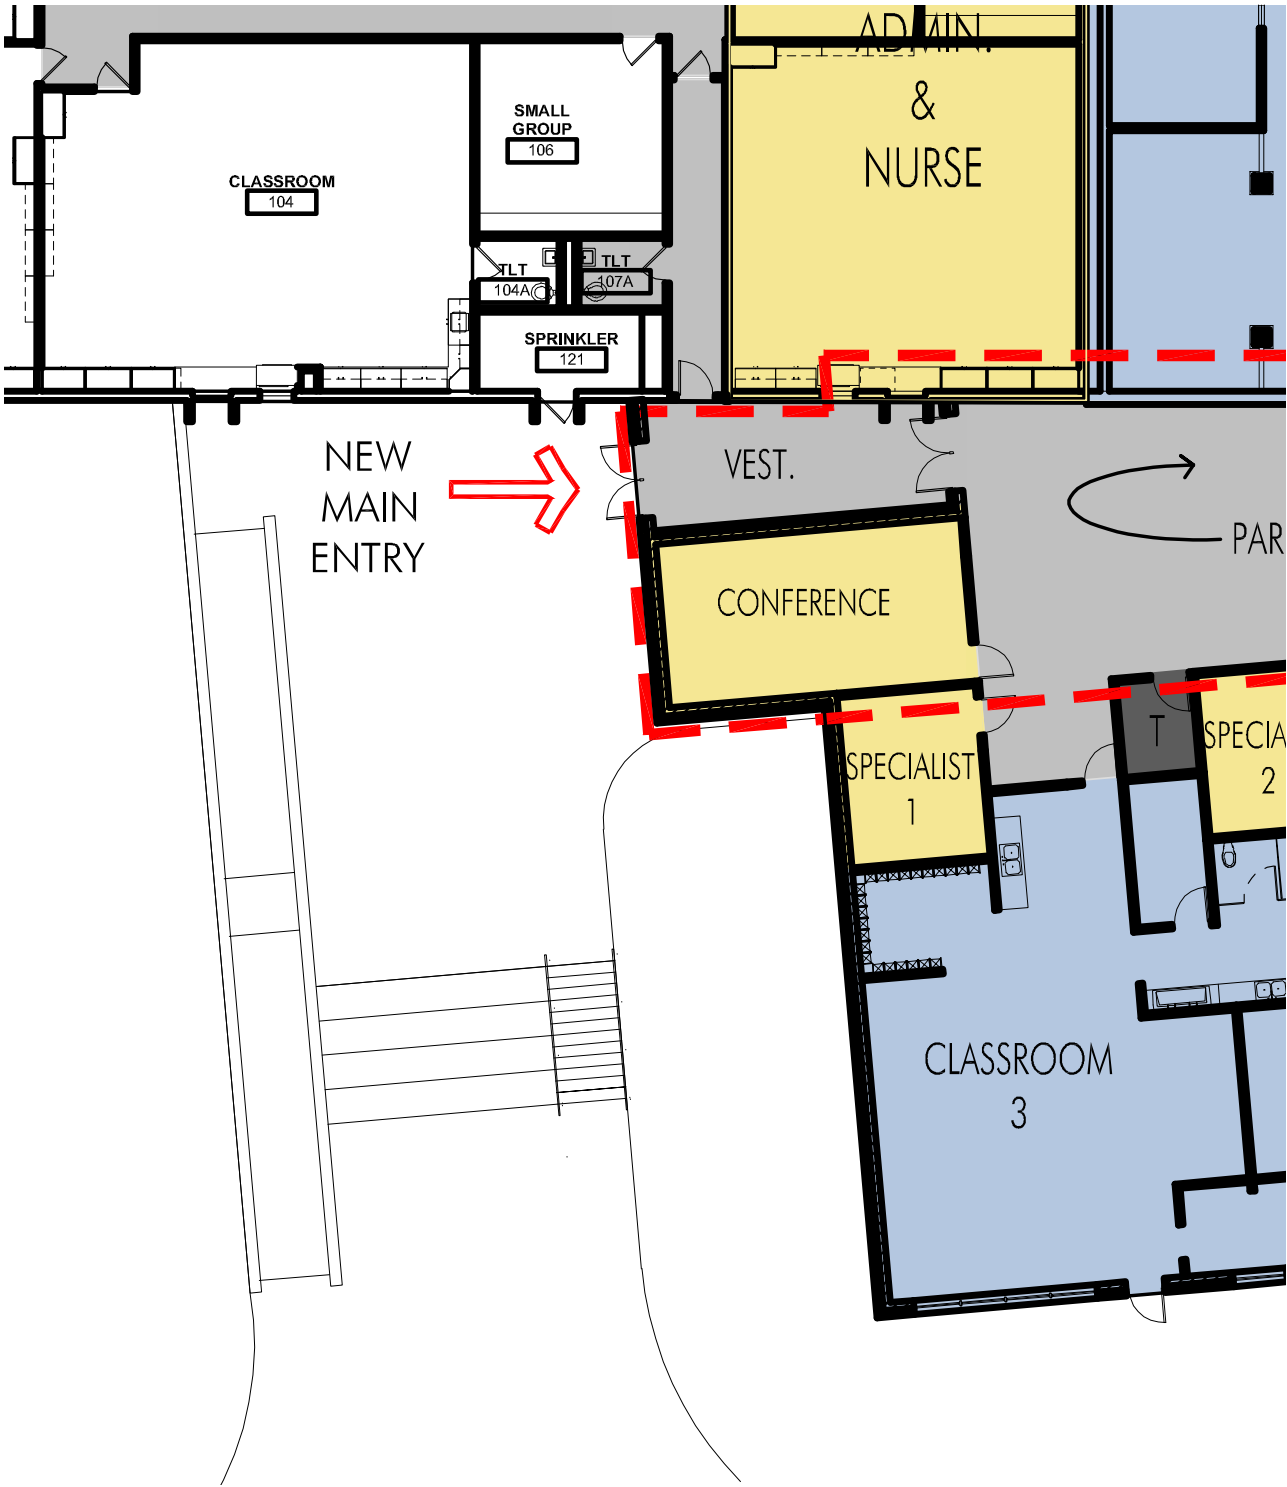 ADMIN.
&
NURSE
SMALL
GROUP
106
CLASSROOM
104
TLT
104A
TLT
107A
SPRINKLER
121
NEW
MAIN
ENTRY
VEST.
PAR
CONFERENCE
T
SPECIALIST
1
SPECIA
2
CLASSROOM
3